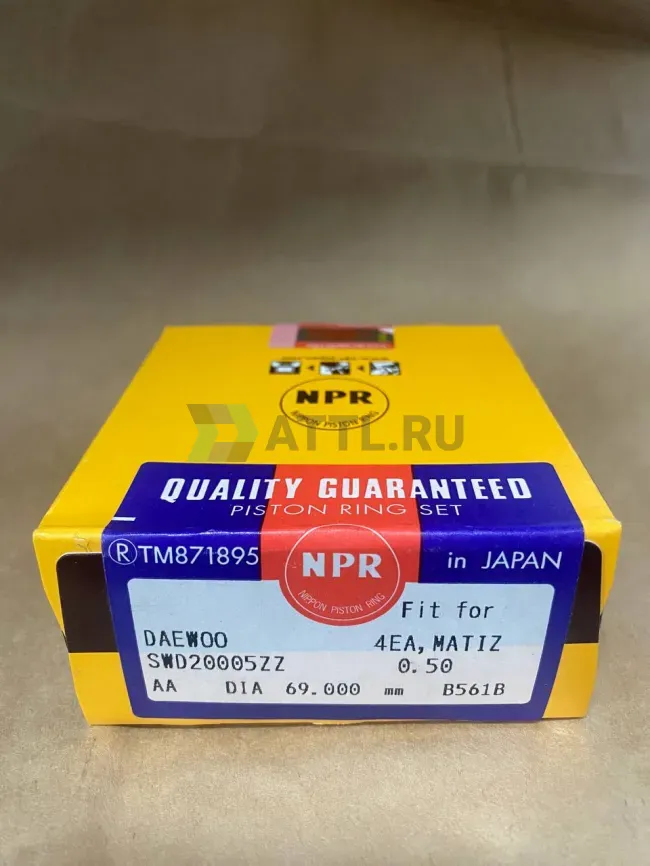 NPR
NIPPON PISTON RING
ATTL.RU
QUALITY GUARANTEED
PISTON RING SET
®TM871895
in JAPAN
NPR
NIPPON PISTON RING
Fit for
DAEWOO 4EA,MATIZ
SWD20005ZZ 0.50
AA DIA 69.000 mm B561B